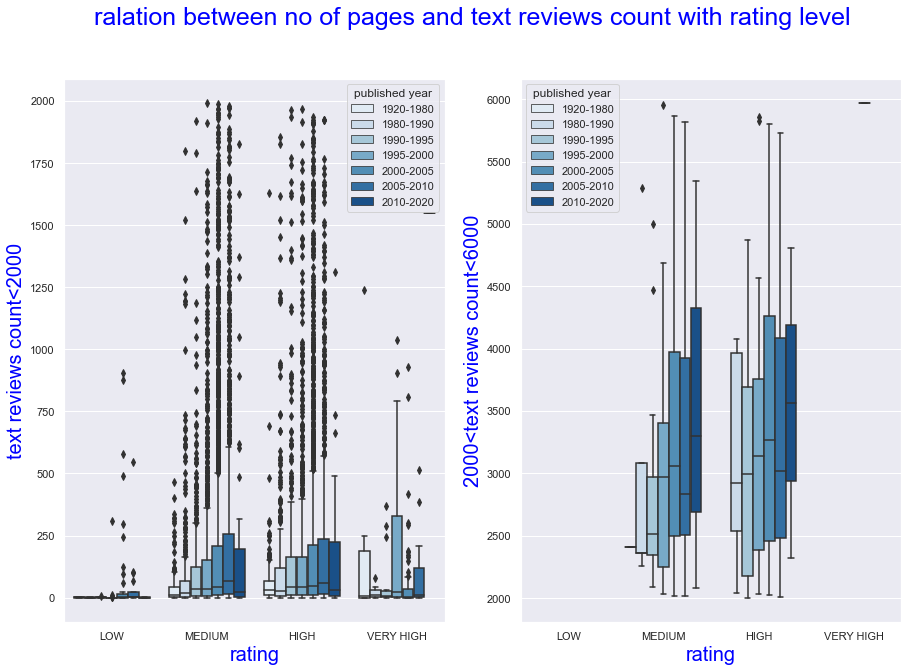 ralation between no of pages and text reviews count with rating level
text reviews count<2000
2000
1750
1500
1250
1000
750
500
250
0
published year
1920-1980
1980-1990
1990-1995
1995-2000
2000-2005
2005-2010
2010-2020
LOW
MEDIUM
HIGH
VERY HIGH
rating
2000<text reviews count<6000
6000
5500
5000
4500
4000
3500
3000
2500
2000
published year
1920-1980
1980-1990
1990-1995
1995-2000
2000-2005
2005-2010
2010-2020
LOW
MEDIUM
HIGH
VERY HIGH
rating